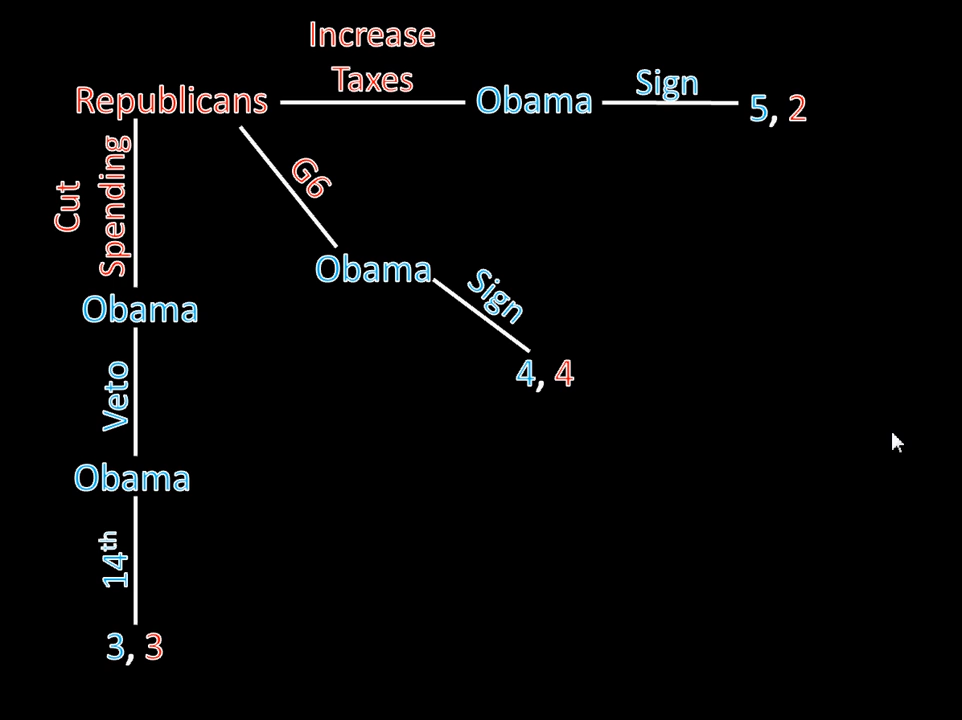 Increase
Taxes
Republicans
Obama
Sign
5, 2
Cut
Spending
G6
Obama
Sign
4, 4
Obama
Veto
Obama
14th
3, 3